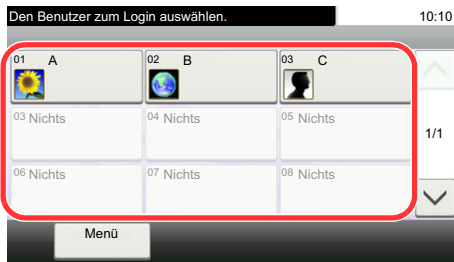 Den Benutzer zum Login auswählen. 10:10
01 A 02 B 03 C
03 Nichts 04 Nichts 05 Nichts
1/1
06 Nichts 07 Nichts 08 Nichts
Menü